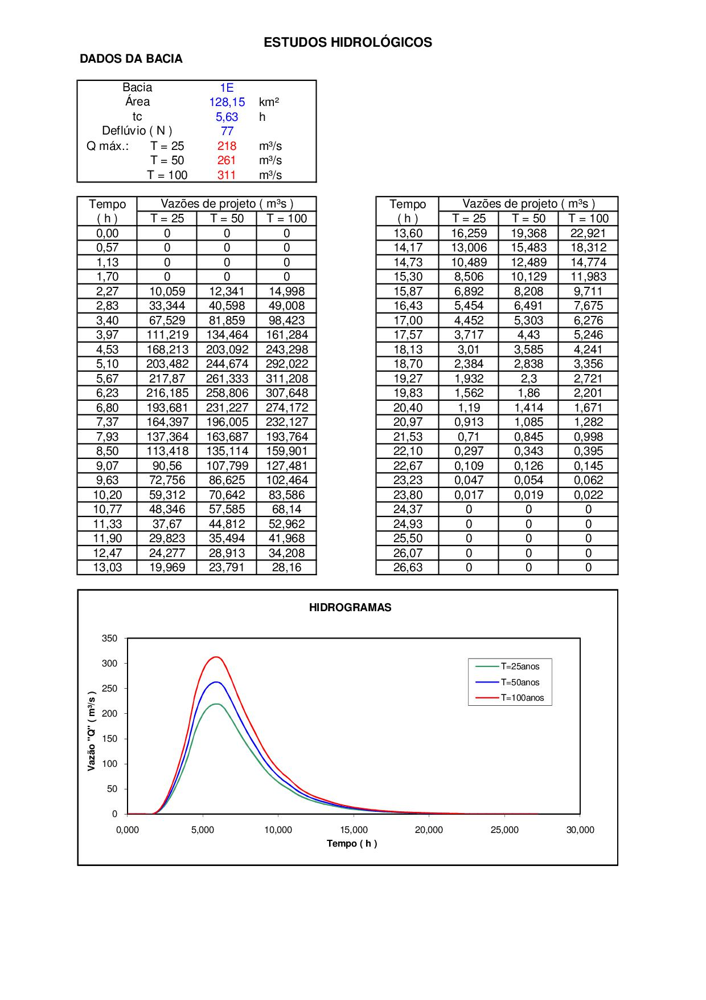 ESTUDOS HIDROLÓGICOS
DADOS DA BACIA
Bacia 1E
Área 128,15 km²
tc 5,63 h
Deflúvio ( N ) 77
Q máx.: T = 25 218 m³/s
T = 50 261 m³/s
T = 100 311 m³/s
Tempo Vazões de projeto ( m³s )
( h ) T = 25 T = 50 T = 100
0,00 0 0 0
0,57 0 0 0
1,13 0 0 0
1,70 0 0 0
2,27 10,059 12,341 14,998
2,83 33,344 40,598 49,008
3,40 67,529 81,859 98,423
3,97 111,219 134,464 161,284
4,53 168,213 203,092 243,298
5,10 203,482 244,674 292,022
5,67 217,87 261,333 311,208
6,23 216,185 258,806 307,648
6,80 193,681 231,227 274,172
7,37 164,397 196,005 232,127
7,93 137,364 163,687 193,764
8,50 113,418 135,114 159,901
9,07 90,56 107,799 127,481
9,63 72,756 86,625 102,464
10,20 59,312 70,642 83,586
10,77 48,346 57,585 68,14
11,33 37,67 44,812 52,962
11,90 29,823 35,494 41,968
12,47 24,277 28,913 34,208
13,03 19,969 23,791 28,16
Tempo Vazões de projeto ( m³s )
( h ) T = 25 T = 50 T = 100
13,60 16,259 19,368 22,921
14,17 13,006 15,483 18,312
14,73 10,489 12,489 14,774
15,30 8,506 10,129 11,983
15,87 6,892 8,208 9,711
16,43 5,454 6,491 7,675
17,00 4,452 5,303 6,276
17,57 3,717 4,43 5,246
18,13 3,01 3,585 4,241
18,70 2,384 2,838 3,356
19,27 1,932 2,3 2,721
19,83 1,562 1,86 2,201
20,40 1,19 1,414 1,671
20,97 0,913 1,085 1,282
21,53 0,71 0,845 0,998
22,10 0,297 0,343 0,395
22,67 0,109 0,126 0,145
23,23 0,047 0,054 0,062
23,80 0,017 0,019 0,022
24,37 0 0 0
24,93 0 0 0
25,50 0 0 0
26,07 0 0 0
26,63 0 0 0
HIDROGRAMAS
Vazão "Q" ( m³/s )
350
300
250
200
150
100
50
0
T=25anos
T=50anos
T=100anos
0,000 5,000 10,000 15,000 20,000 25,000 30,000
Tempo ( h )